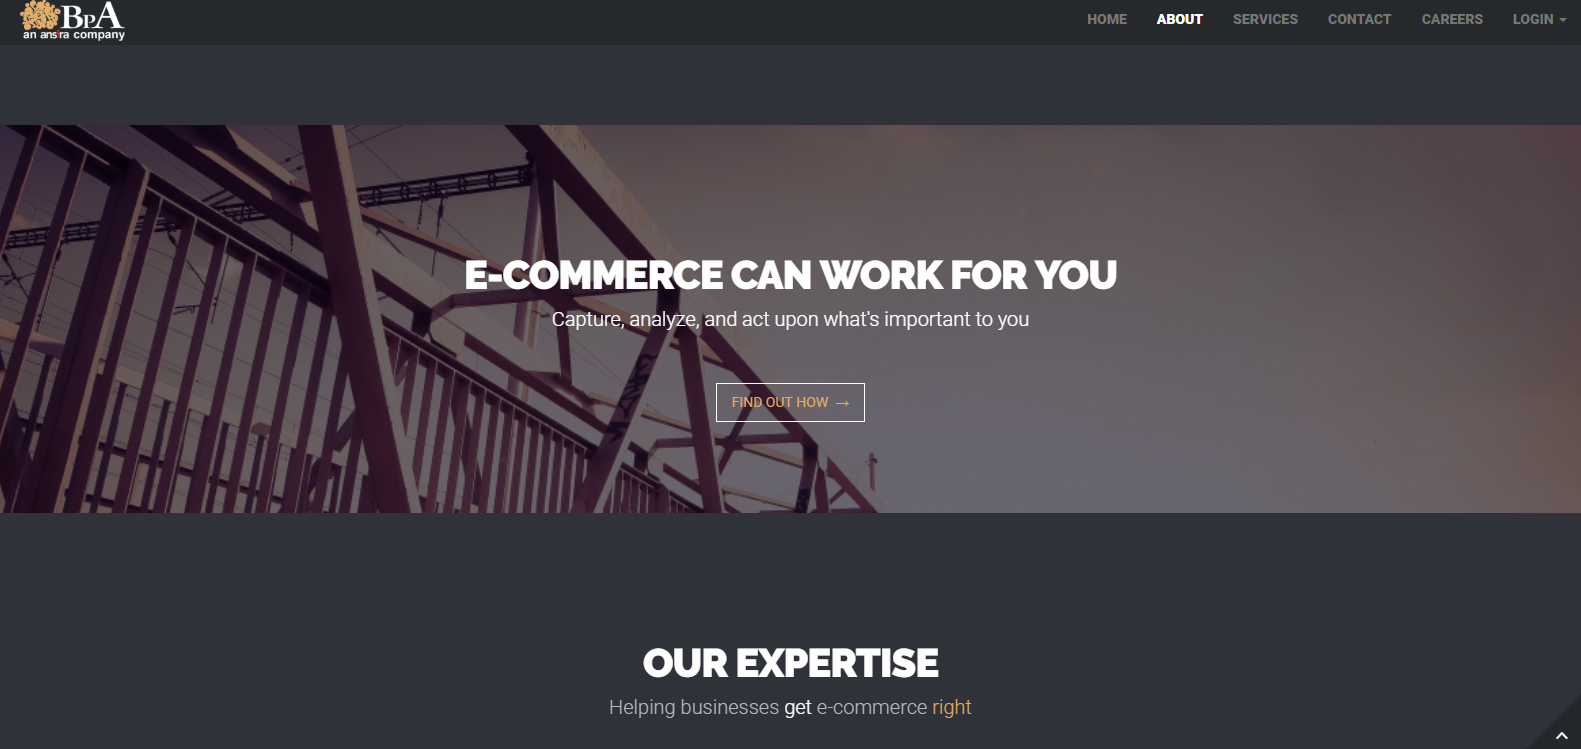 BPA
an ansira company
HOME ABOUT SERVICES CONTACT CAREERS LOGIN
E-COMMERCE CAN WORK FOR YOU
Capture, analyze, and act upon what's important to you
FIND OUT HOW →
OUR EXPERTISE
Helping businesses get e-commerce right